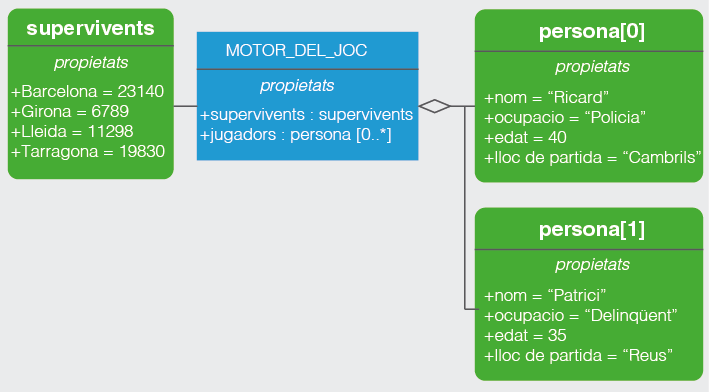 supervivents
propietats
+Barcelona = 23140
+Girona = 6789
+Lleida = 11298
+Tarragona = 19830
MOTOR_DEL_JOC
propietats
+supervivents : supervivents
+jugadors : persona [0..*]
persona[0]
propietats
+nom = “Ricard”
+ocupacio = “Policia”
+edat = 40
+lloc de partida = “Cambrils”
persona[1]
propietats
+nom = “Patrici”
+ocupacio = “Delinqüent”
+edat = 35
+lloc de partida = “Reus”